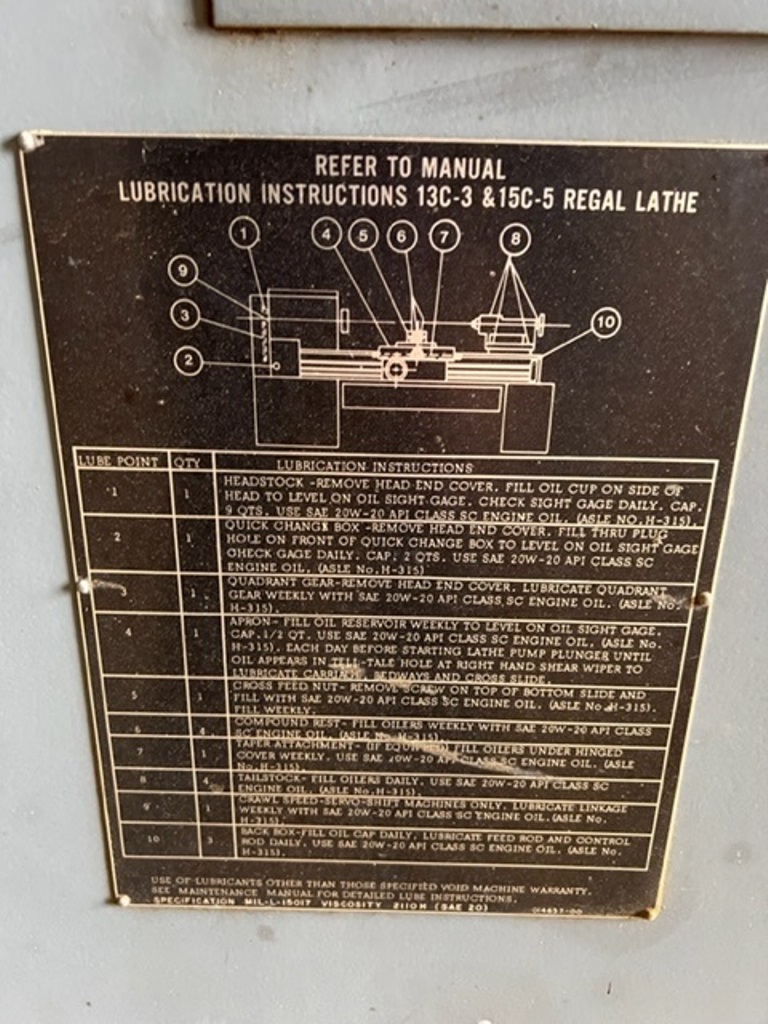 REFER TO MANUAL
LUBRICATION INSTRUCTIONS 13C-3 & 15C-5 REGAL LATHE
1 4 5 6 7 8
9
3
10
2
LUBE POINT QTY LUBRICATION INSTRUCTIONS
1 1 HEADSTOCK -REMOVE HEAD END COVER. FILL OIL CUP ON SIDE OF
HEAD TO LEVEL ON OIL SIGHT GAGE. CHECK SIGHT GAGE DAILY. CAP.
9 QTS. USE SAE 20W-20 API CLASS SC ENGINE OIL. (ASLE NO. H-315).
2 1 QUICK CHANGE BOX -REMOVE HEAD END COVER. FILL THRU PLUG
HOLE ON FRONT OF QUICK CHANGE BOX TO LEVEL ON OIL SIGHT GAGE
CHECK GAGE DAILY. CAP. 2 QTS. USE SAE 20W-20 API CLASS SC
ENGINE OIL. (ASLE NO. H-315)
3 1 QUADRANT GEAR-REMOVE HEAD END COVER. LUBRICATE QUADRANT
GEAR WEEKLY WITH SAE 20W-20 API CLASS SC ENGINE OIL. (ASLE No.
H-315).
4 1 APRON- FILL OIL RESERVOIR WEEKLY TO LEVEL ON OIL SIGHT GAGE.
CAP. 1/2 QT. USE SAE 20W-20 API CLASS SC ENGINE OIL. (ASLE No.
H-315). EACH DAY BEFORE STARTING LATHE PUMP PLUNGER UNTIL
OIL APPEARS IN TELL-TALE HOLE AT RIGHT HAND SHEAR WIPER TO
LUBRICATE CARRIAGE, BEDWAYS AND CROSS SLIDE.
5 1 CROSS FEED NUT- REMOVE SCREW ON TOP OF BOTTOM SLIDE AND
FILL WITH SAE 20W-20 API CLASS SC ENGINE OIL. (ASLE No. H-315).
FILL WEEKLY.
6 4 COMPOUND REST- FILL OILERS WEEKLY WITH SAE 20W-20 API CLASS
SC ENGINE OIL. (ASLE No. H-315).
7 1 TAPER ATTACHMENT- (IF EQUIPPED) FILL OILERS UNDER HINGED
COVER WEEKLY. USE SAE 20W-20 API CLASS SC ENGINE OIL. (ASLE
No. H-315).
8 4 TAILSTOCK- FILL OILERS DAILY. USE SAE 20W-20 API CLASS SC
ENGINE OIL. (ASLE No. H-315).
9 1 CRAWL SPEED-SERVO-SHIFT MACHINES ONLY. LUBRICATE LINKAGE
WEEKLY WITH SAE 20W-20 API CLASS SC ENGINE OIL. (ASLE No.
H-315).
10 3 BACK BOX-FILL OIL CAP DAILY. LUBRICATE FEED ROD AND CONTROL
ROD DAILY. USE SAE 20W-20 API CLASS SC ENGINE OIL. (ASLE No.
H-315).
USE OF LUBRICANTS OTHER THAN THOSE SPECIFIED VOID MACHINE WARRANTY.
SEE MAINTENANCE MANUAL FOR DETAILED LUBE INSTRUCTIONS.
SPECIFICATION MIL-L-15017 VISCOSITY 2110H (SAE 20)